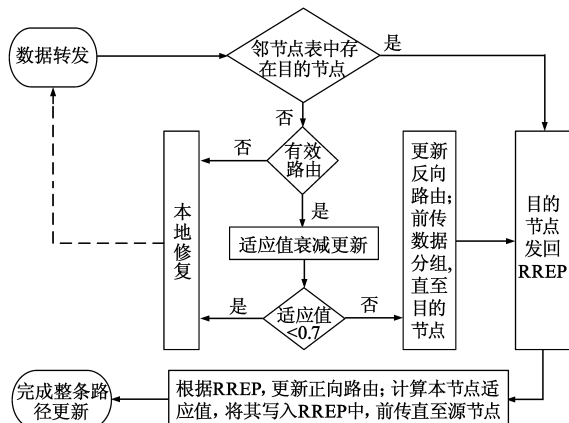 数据转发
邻节点表中存
在目的节点
是
否
有效
路由
否
是
本地修复
适应值衰减更新
适应值
<0.7
是
否
更新
反向
路由;
前传
数据
分组,
直至
目的
节点
目的
节点
发回
RREP
根据RREP,更新正向路由;计算本节点适
应值,将其写入RREP中,前传直至源节点
完成整条路
径更新